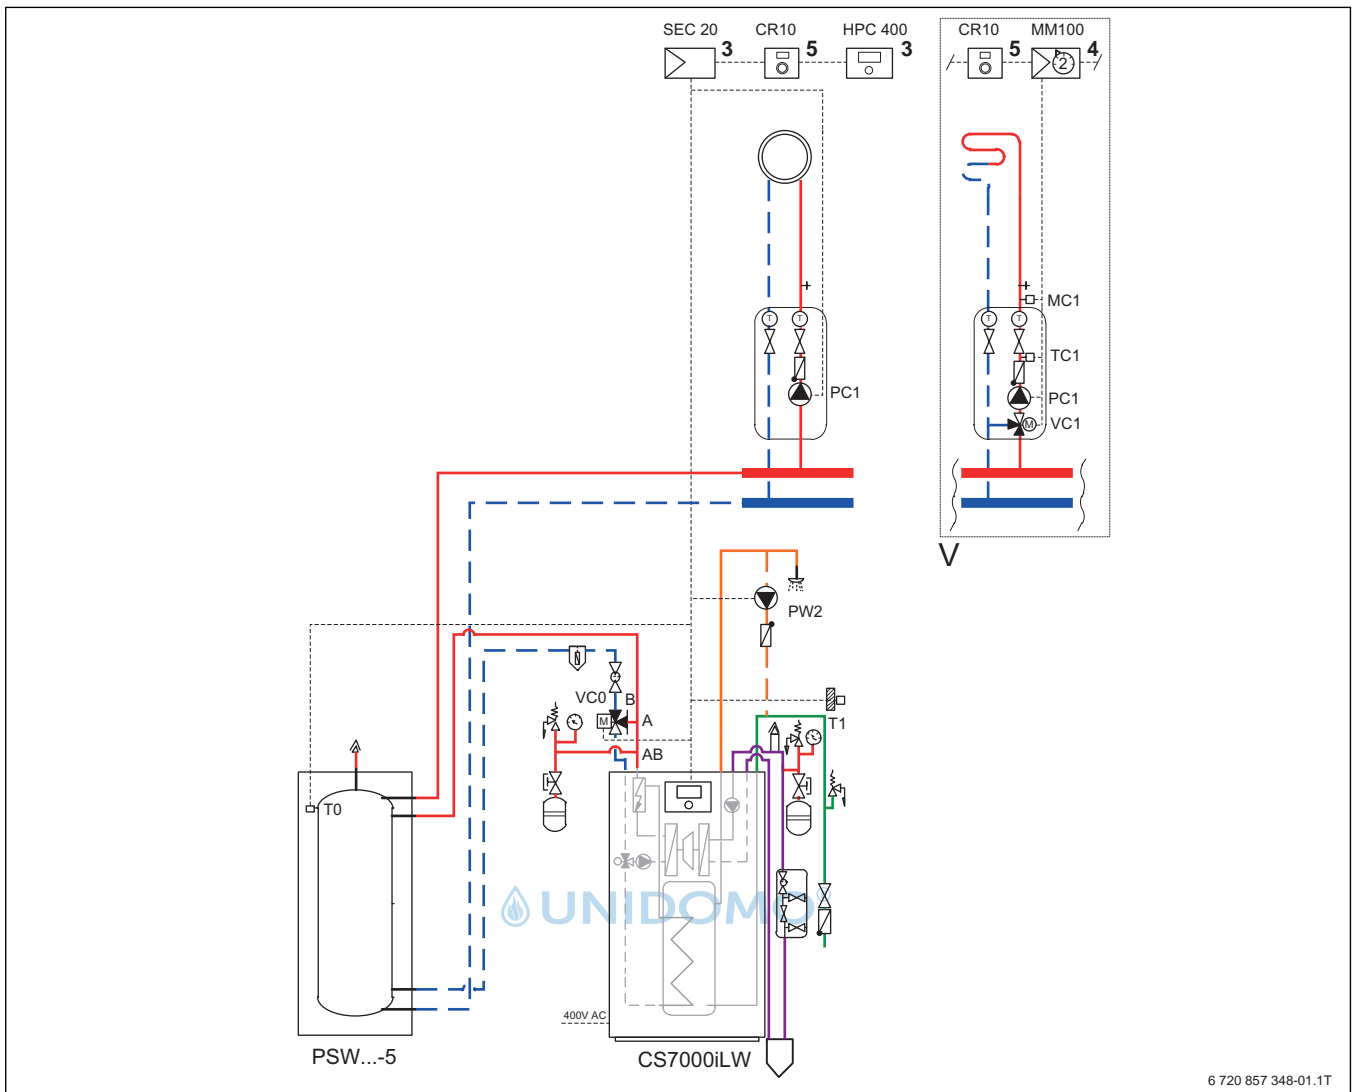 SEC 20 CR10 HPC 400 CR10 MM100
3 5 3 5 4
2
T T T T
MC1
TC1
PC1 PC1
M VC1
V
PW2
VC0 B
M A T1
AB
T0
UNIDOMO®
400V AC
PSW...-5 CS7000iLW
6 720 857 348-01.1T